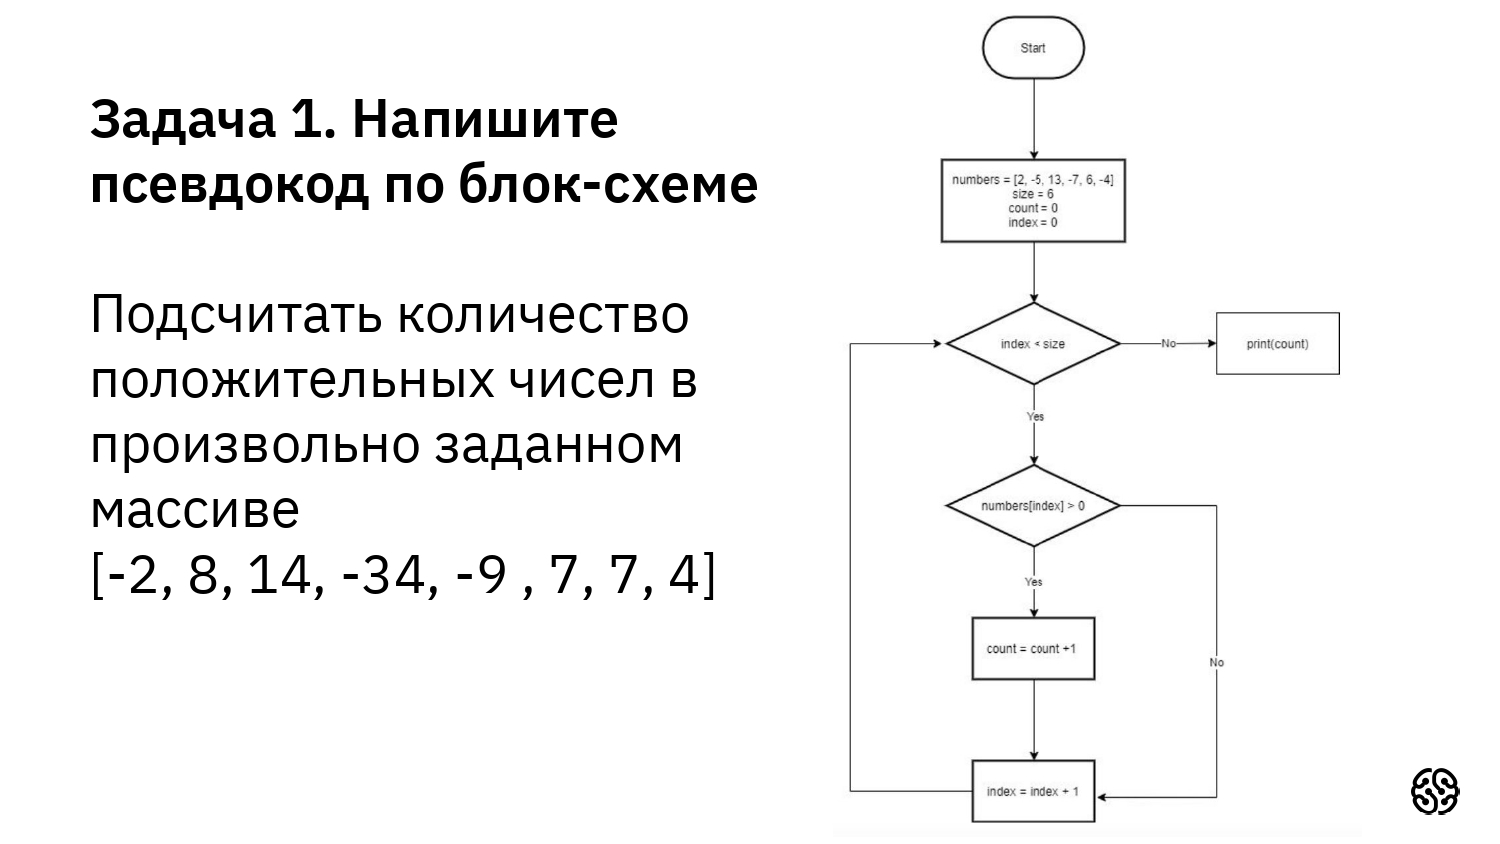 Задача 1. Напишите
псевдокод по блок-схеме
Подсчитать количество
положительных чисел в
произвольно заданном
массиве
[-2, 8, 14, -34, -9 , 7, 7, 4]
Start
numbers = [2, -5, 13, -7, 6, -4]
size = 6
count = 0
index = 0
index < size
No
print(count)
Yes
numbers[index] > 0
Yes
count = count +1
No
index = index + 1